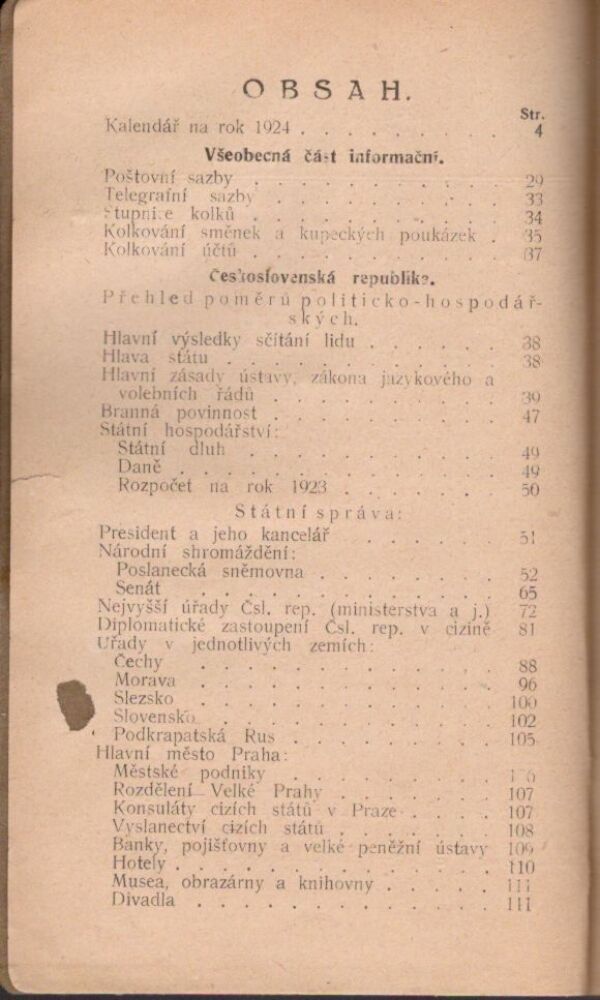 OBSAH.
Str.
Kalendář na rok 1924 . . . . . . . . 4
Všeobecná část informační.
Poštovní sazby . . . . . . . . . . 29
Telegrafní sazby . . . . . . . . . 33
Stupnice kolků . . . . . . . . . . 34
Kolkování směnek a kupeckých poukázek . 35
Kolkování účtů . . . . . . . . . . 37
Československá republika.
Přehled poměrů politicko-hospodář-
ských.
Hlavní výsledky sčítání lidu . . . . . . 38
Hlava státu . . . . . . . . . . . 38
Hlavní zásady ústavy, zákona jazykového a
volebních řádů . . . . . . . . . 39
Branná povinnost . . . . . . . . . 47
Státní hospodářství:
Státní dluh . . . . . . . . . . 49
Daně . . . . . . . . . . . . 49
Rozpočet na rok 1923 . . . . . . . 50
Státní správa:
President a jeho kancelář . . . . . . 51
Národní shromáždění:
Poslanecká sněmovna . . . . . . . 52
Senát . . . . . . . . . . . 65
Nejvyšší úřady Čsl. rep. (ministerstva a j.) 72
Diplomatické zastoupení Čsl. rep. v cizině 81
Úřady v jednotlivých zemích:
Čechy . . . . . . . . . . . 88
Morava . . . . . . . . . . . 96
Slezsko . . . . . . . . . . . 100
Slovensko . . . . . . . . . . 102
Podkrapatská Rus . . . . . . . . 105
Hlavní město Praha:
Městské podniky . . . . . . . .
Rozdělení Velké Prahy . . . . . . 107
Konsuláty cizích států v Praze . . . . 107
Vyslanectví cizích států . . . . . . 108
Banky, pojišťovny a velké peněžní ústavy 109
Hotely . . . . . . . . . . . . 110
Musea, obrazárny a knihovny . . . . . 111
Divadla . . . . . . . . . . . 111